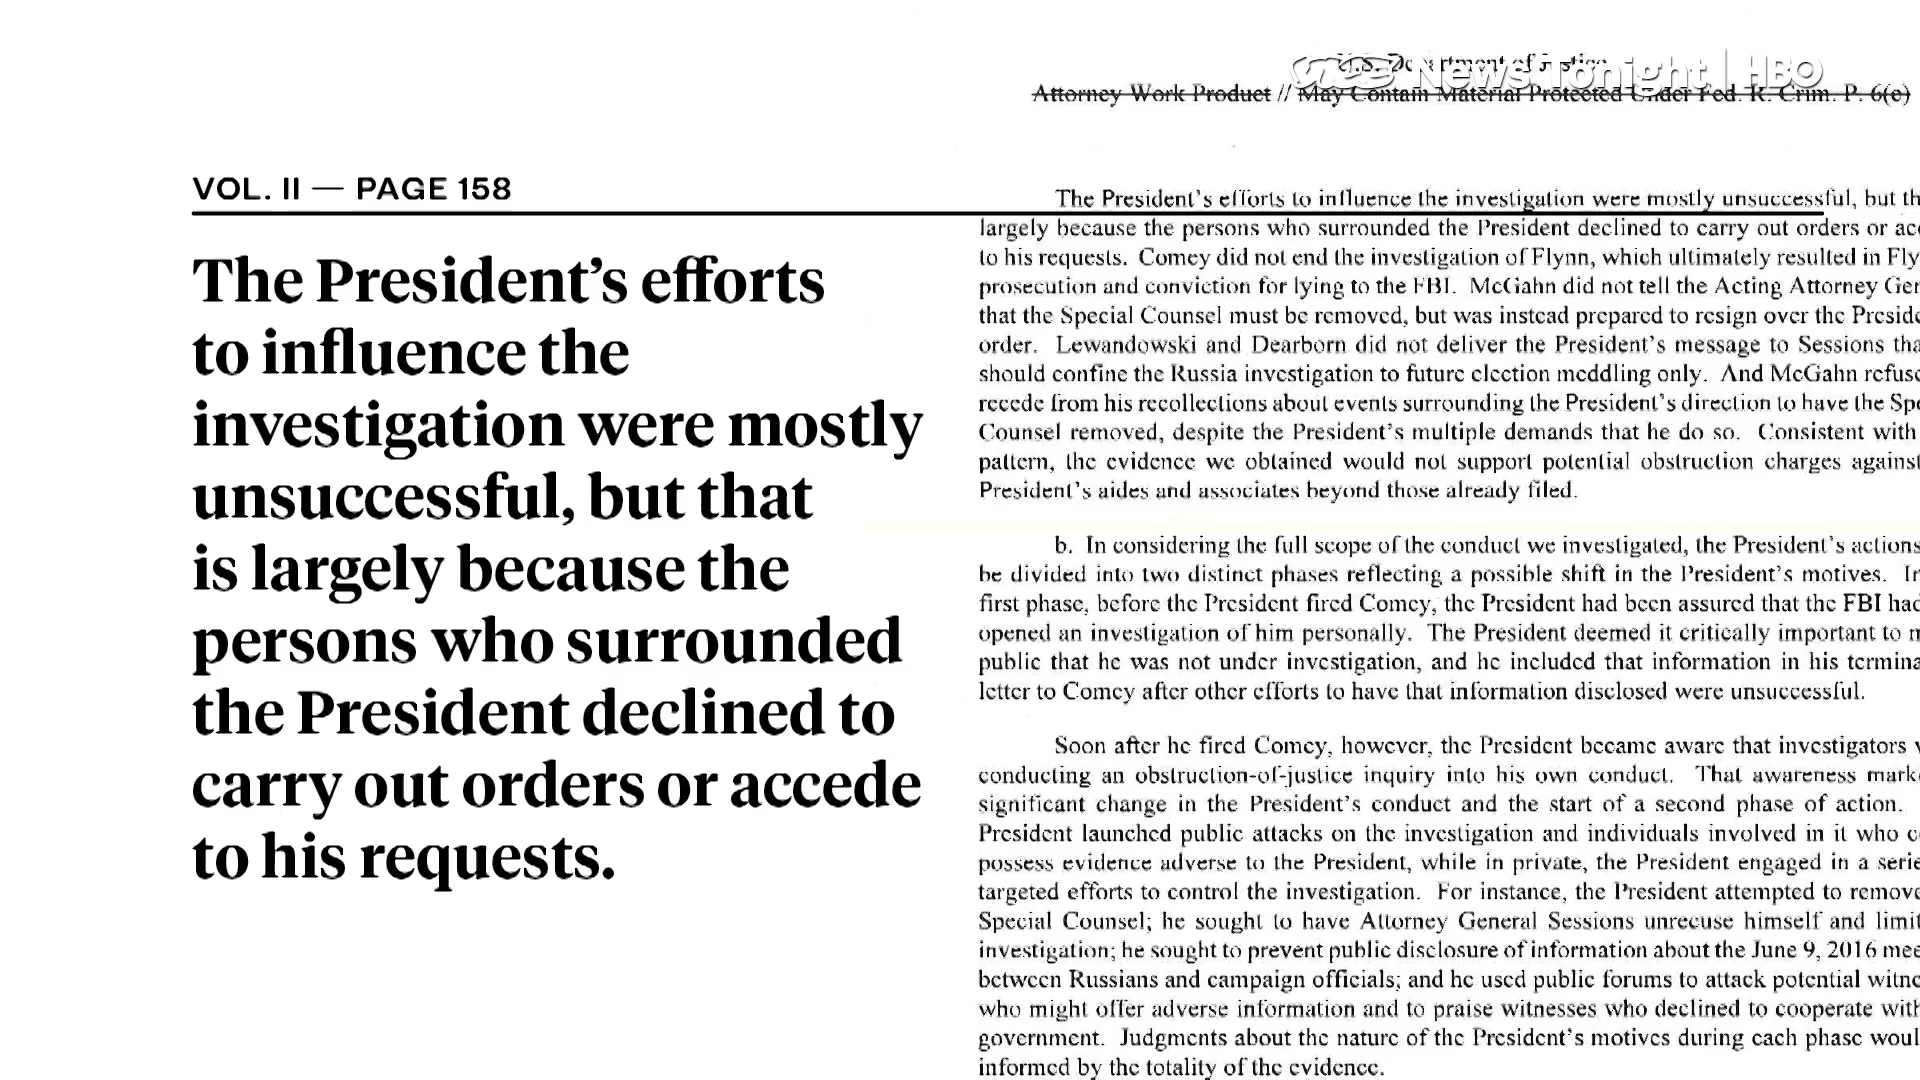 U.S. Department of Justice
VICE News Tonight | HBO
Attorney Work Product // May Contain Material Protected Under Fed. R. Crim. P. 6(e)
VOL. II — PAGE 158
The President’s efforts
to influence the
investigation were mostly
unsuccessful, but that
is largely because the
persons who surrounded
the President declined to
carry out orders or accede
to his requests.
The President’s efforts to influence the investigation were mostly unsuccessful, but th
largely because the persons who surrounded the President declined to carry out orders or acc
to his requests. Comey did not end the investigation of Flynn, which ultimately resulted in Fly
prosecution and conviction for lying to the FBI. McGahn did not tell the Acting Attorney Gen
that the Special Counsel must be removed, but was instead prepared to resign over the Preside
order. Lewandowski and Dearborn did not deliver the President’s message to Sessions tha
should confine the Russia investigation to future election meddling only. And McGahn refuse
recede from his recollections about events surrounding the President’s direction to have the Spe
Counsel removed, despite the President’s multiple demands that he do so. Consistent with
pattern, the evidence we obtained would not support potential obstruction charges against
President’s aides and associates beyond those already filed.
b. In considering the full scope of the conduct we investigated, the President’s actions
be divided into two distinct phases reflecting a possible shift in the President’s motives. In
first phase, before the President fired Comey, the President had been assured that the FBI had
opened an investigation of him personally. The President deemed it critically important to m
public that he was not under investigation, and he included that information in his termina
letter to Comey after other efforts to have that information disclosed were unsuccessful.
Soon after he fired Comey, however, the President became aware that investigators w
conducting an obstruction-of-justice inquiry into his own conduct. That awareness mark
significant change in the President’s conduct and the start of a second phase of action.
President launched public attacks on the investigation and individuals involved in it who c
possess evidence adverse to the President, while in private, the President engaged in a serie
targeted efforts to control the investigation. For instance, the President attempted to remove
Special Counsel; he sought to have Attorney General Sessions unrecuse himself and limit
investigation; he sought to prevent public disclosure of information about the June 9, 2016 mee
between Russians and campaign officials; and he used public forums to attack potential witne
who might offer adverse information and to praise witnesses who declined to cooperate with
government. Judgments about the nature of the President’s motives during each phase woul
informed by the totality of the evidence.